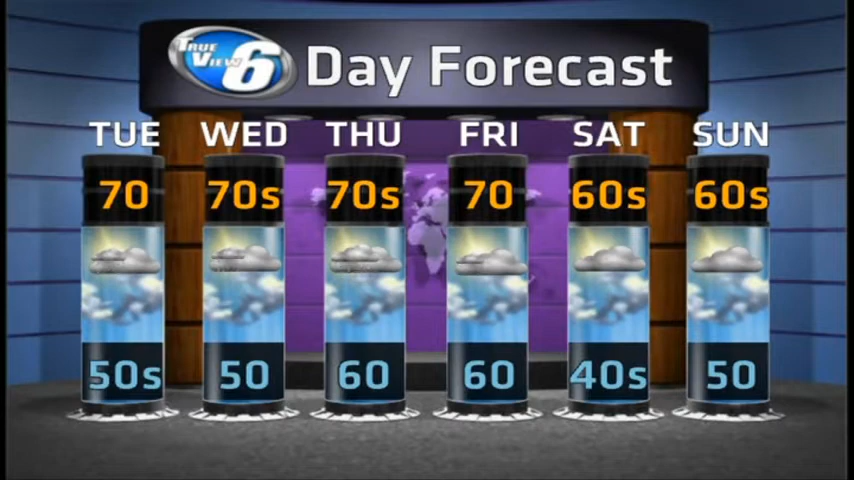 TRUE VIEW 6 Day Forecast
TUE WED THU FRI SAT SUN
70 70s 70s 70 60s 60s
50s 50 60 60 40s 50